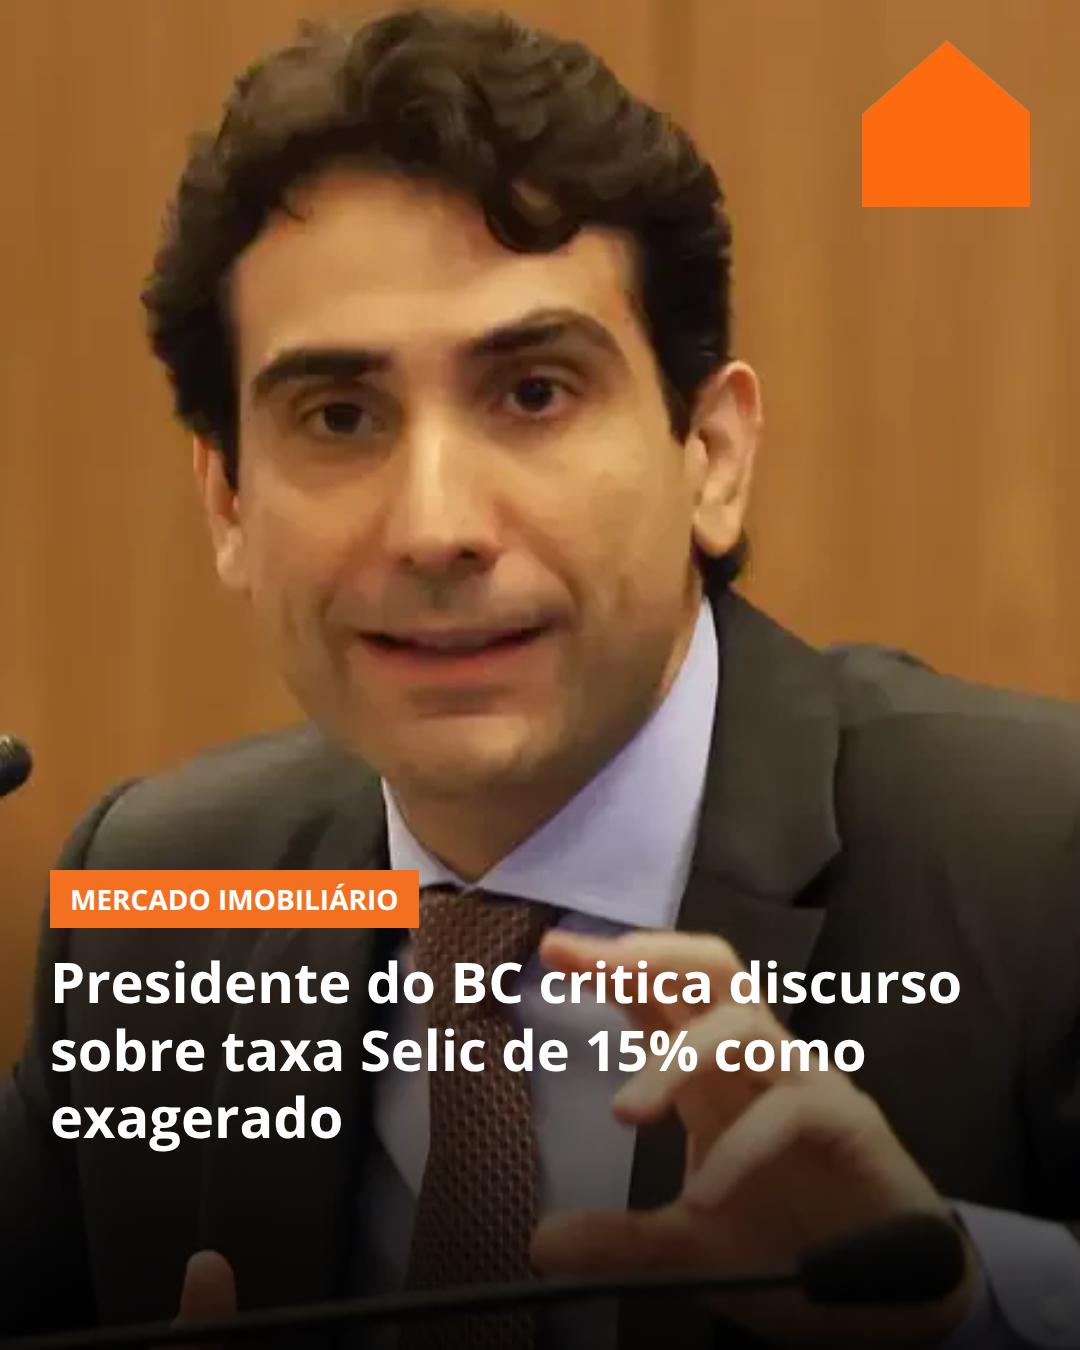 MERCADO IMOBILIÁRIO
Presidente do BC critica discurso
sobre taxa Selic de 15% como
exagerado